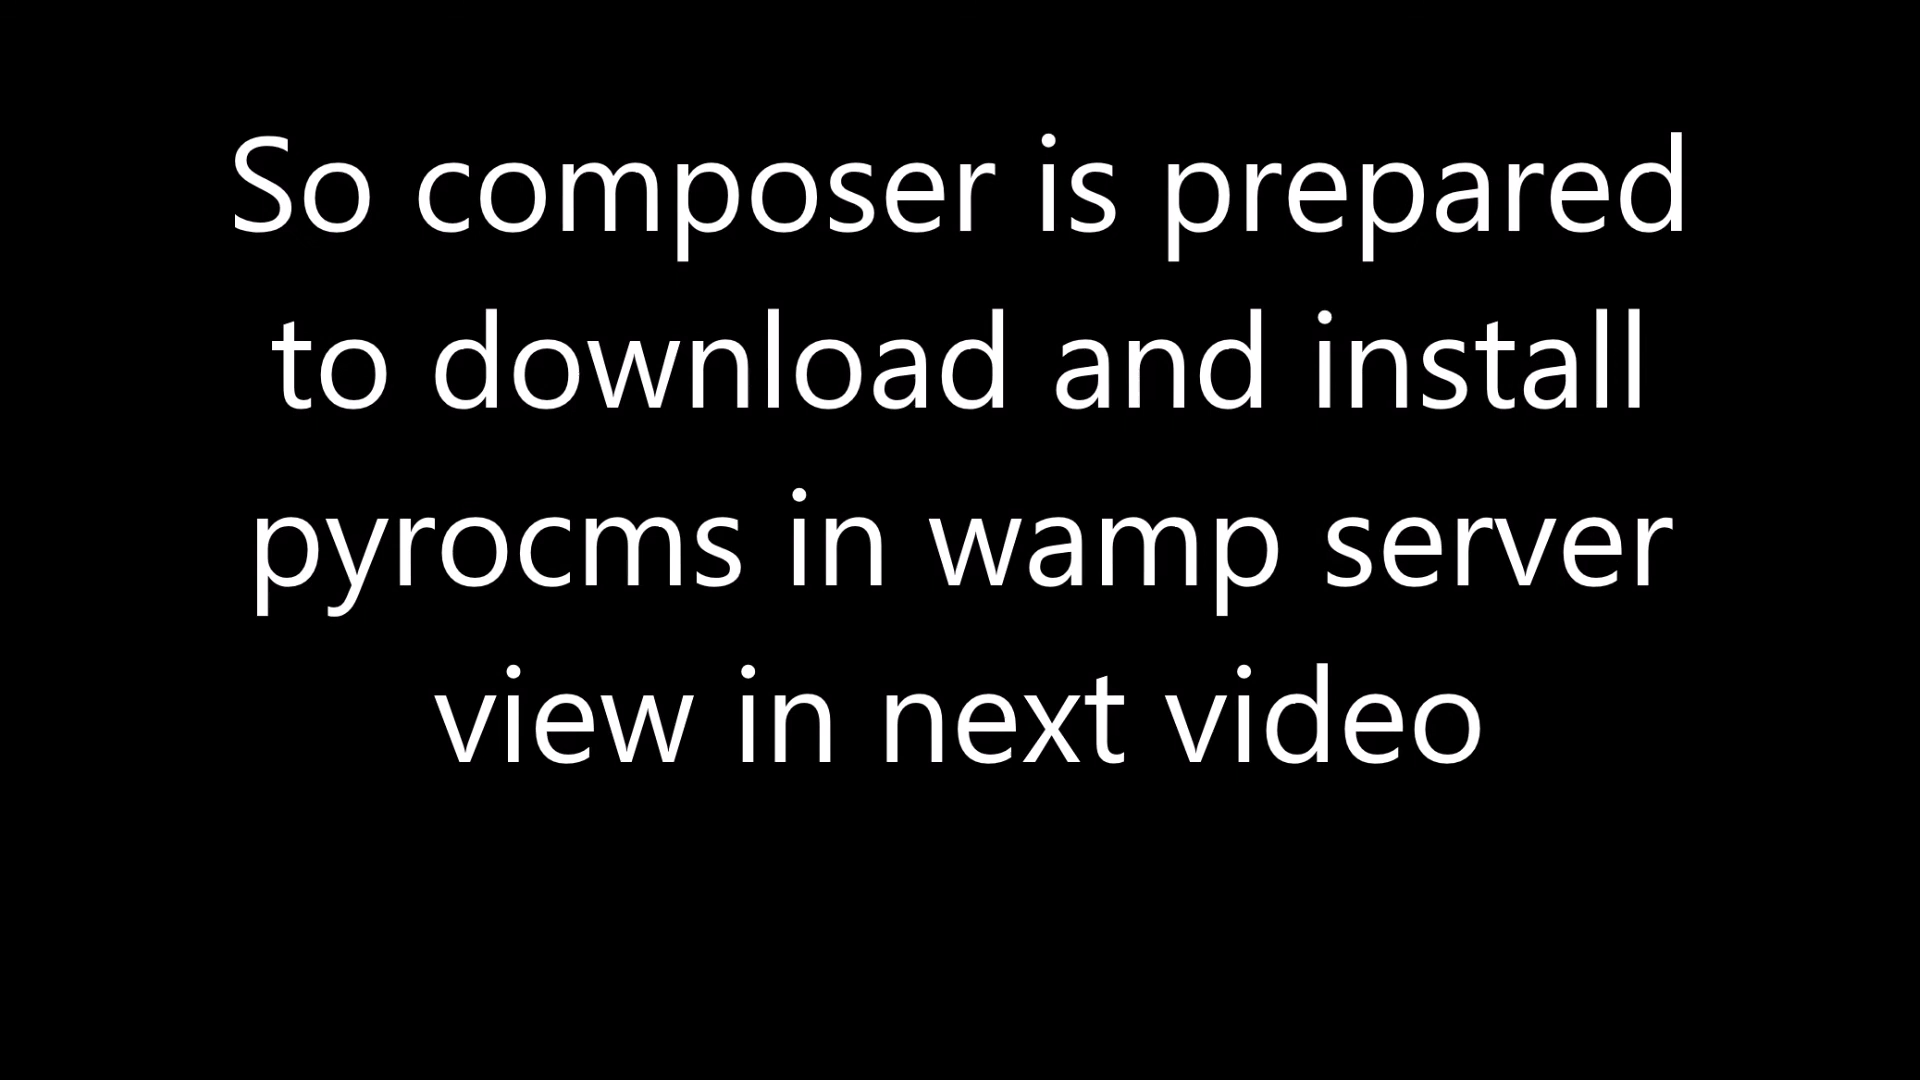 So composer is prepared
to download and install
pyrocms in wamp server
view in next video